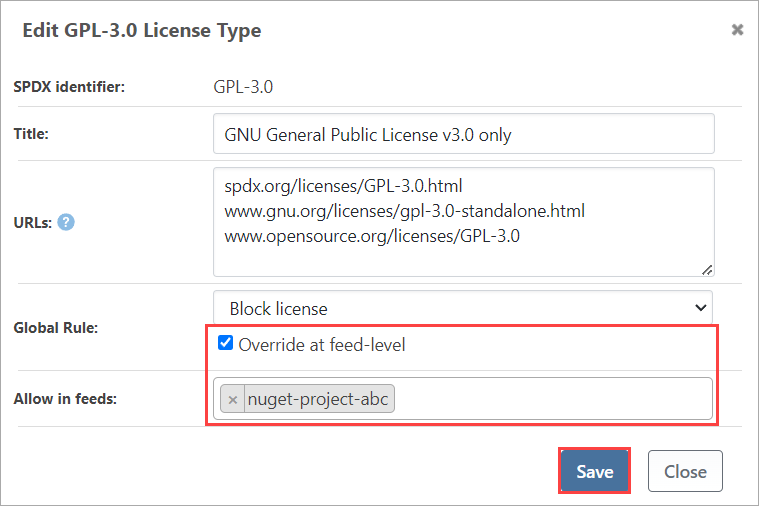 Edit GPL-3.0 License Type
×
SPDX identifier: GPL-3.0
Title: GNU General Public License v3.0 only
URLs: ?
spdx.org/licenses/GPL-3.0.html
www.gnu.org/licenses/gpl-3.0-standalone.html
www.opensource.org/licenses/GPL-3.0
Global Rule: Block license
Override at feed-level
Allow in feeds: × nuget-project-abc
Save Close